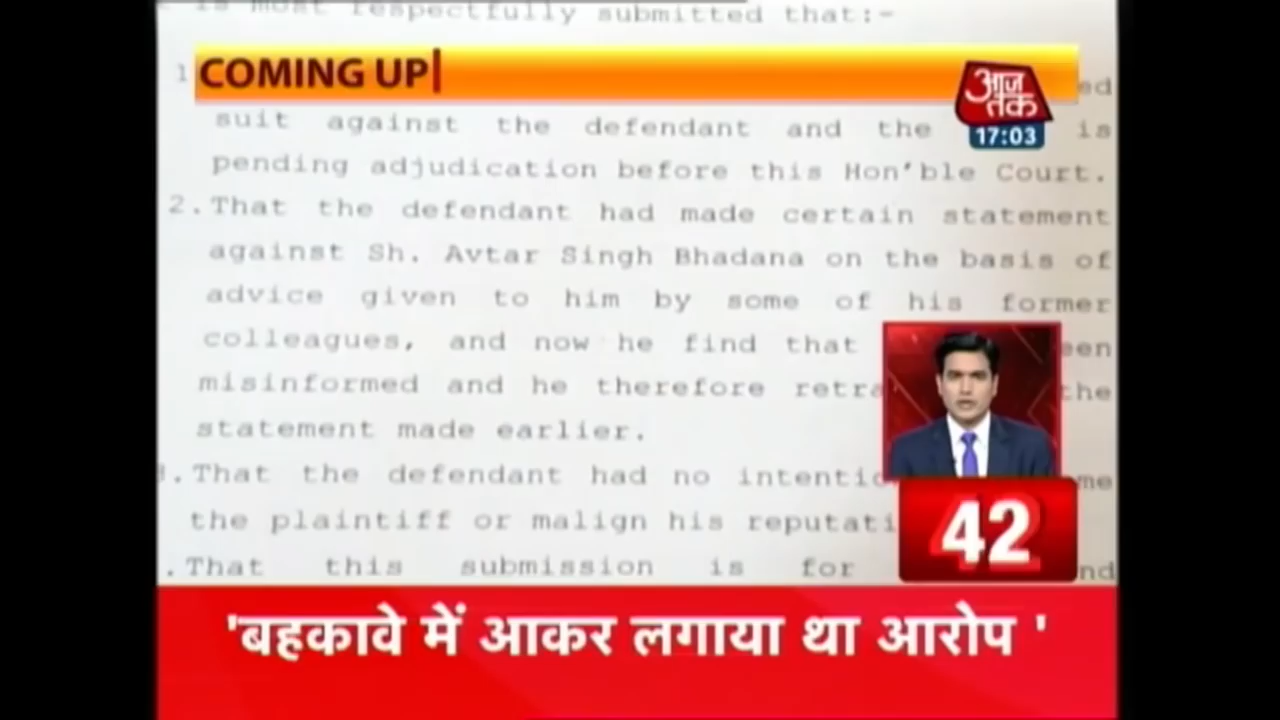 is most respectfully submitted that:-
COMING UP
आज
तक
17:03
1
suit against the defendant and the is
pending adjudication before this Hon'ble Court.
2.That the defendant had made certain statement
against Sh. Avtar Singh Bhadana on the basis of
advice given to him by some of his former
colleagues, and now he find that
misinformed and he therefore the
statement made earlier.
.That the defendant had no
the plaintiff or malign his
.That this submission is for
42
'बहकावे में आकर लगाया था आरोप '